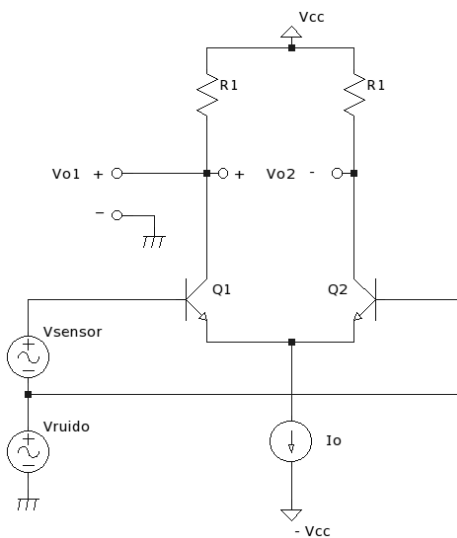 Vcc
R1
R1
Vo1 +
+
Vo2 -
−
Q1
Q2
Vsensor
+
−
Vruido
+
−
Io
- Vcc